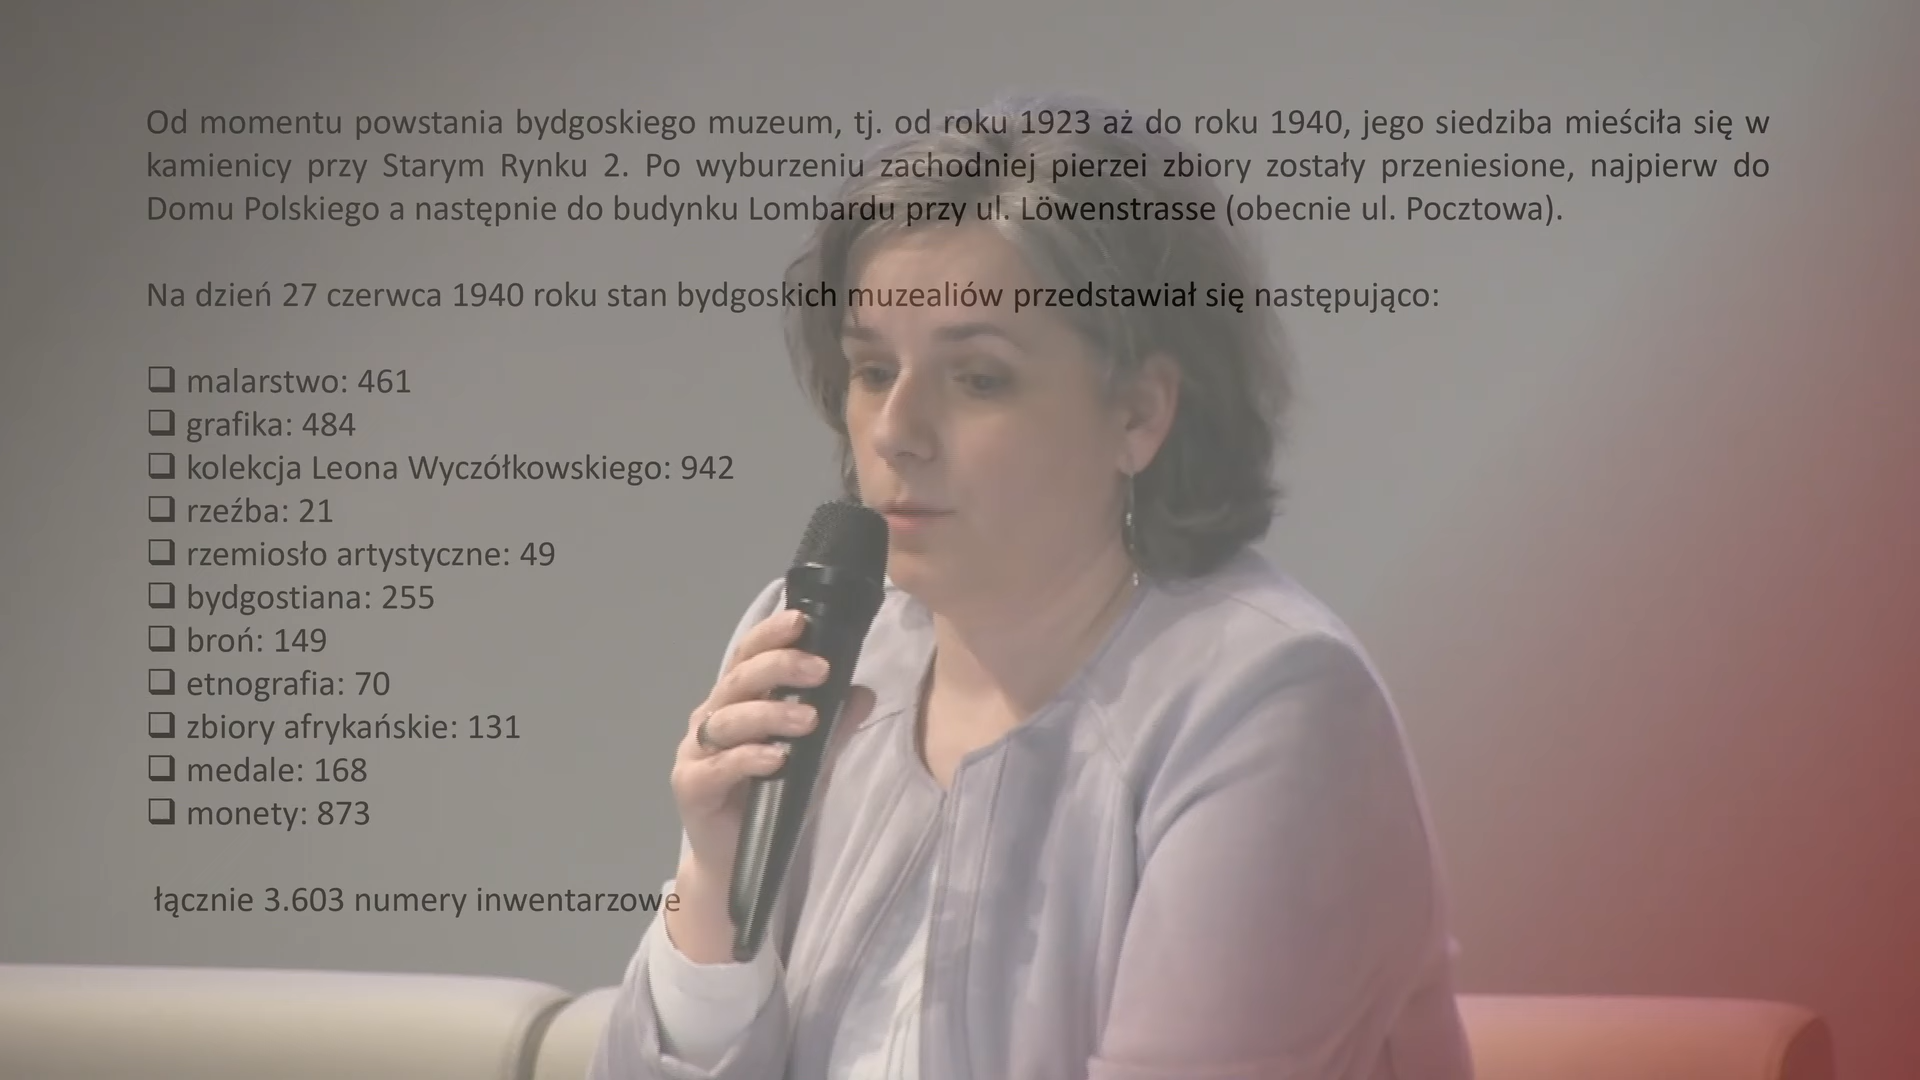 Od momentu powstania bydgoskiego muzeum, tj. od roku 1923 aż do roku 1940, jego siedziba mieściła się w
kamienicy przy Starym Rynku 2. Po wyburzeniu zachodniej pierzei zbiory zostały przeniesione, najpierw do
Domu Polskiego a następnie do budynku Lombardu przy ul. Löwenstrasse (obecnie ul. Pocztowa).
Na dzień 27 czerwca 1940 roku stan bydgoskich muzealiów przedstawiał się następująco:
❑ malarstwo: 461
❑ grafika: 484
❑ kolekcja Leona Wyczółkowskiego: 942
❑ rzeźba: 21
❑ rzemiosło artystyczne: 49
❑ bydgostiana: 255
❑ broń: 149
❑ etnografia: 70
❑ zbiory afrykańskie: 131
❑ medale: 168
❑ monety: 873
łącznie 3.603 numery inwentarzowe